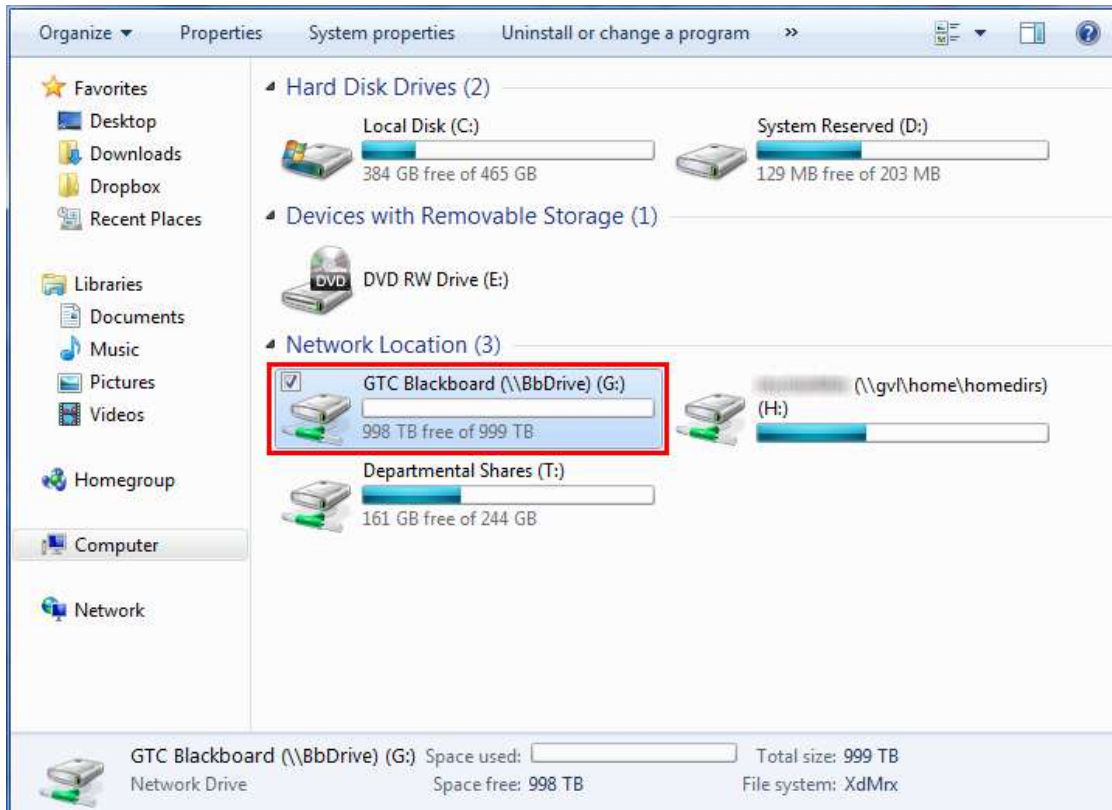 Organize Properties System properties Uninstall or change a program »
Favorites
Desktop
Downloads
Dropbox
Recent Places
Libraries
Documents
Music
Pictures
Videos
Homegroup
Computer
Network
Hard Disk Drives (2)
Local Disk (C:)
384 GB free of 465 GB
System Reserved (D:)
129 MB free of 203 MB
Devices with Removable Storage (1)
DVD
DVD RW Drive (E:)
Network Location (3)
GTC Blackboard (\\BbDrive) (G:)
998 TB free of 999 TB
(\\gvl\home\homedirs)
(H:)
Departmental Shares (T:)
161 GB free of 244 GB
GTC Blackboard (\\BbDrive) (G:) Space used: Total size: 999 TB
Network Drive Space free: 998 TB File system: XdMrx